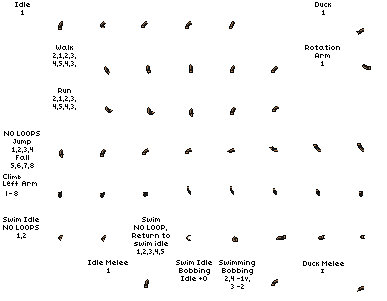 Idle
1
Duck
1
Walk
2,1,2,3,
4,5,4,3,
Rotation
Arm
1
Run
2,1,2,3,
4,5,4,3,
NO LOOPS
Jump
1,2,3,4
Fall
5,6,7,8
Climb
Left Arm
1 - 8
Swim Idle
NO LOOPS
1,2
Swim
NO LOOP,
Return to
swim idle
1,2,3,4,5
Swim Idle
Bobbing
Idle +0
Swimming
Bobbing
2,4 -1v,
3 -2
Idle Melee
1
Duck Melee
1